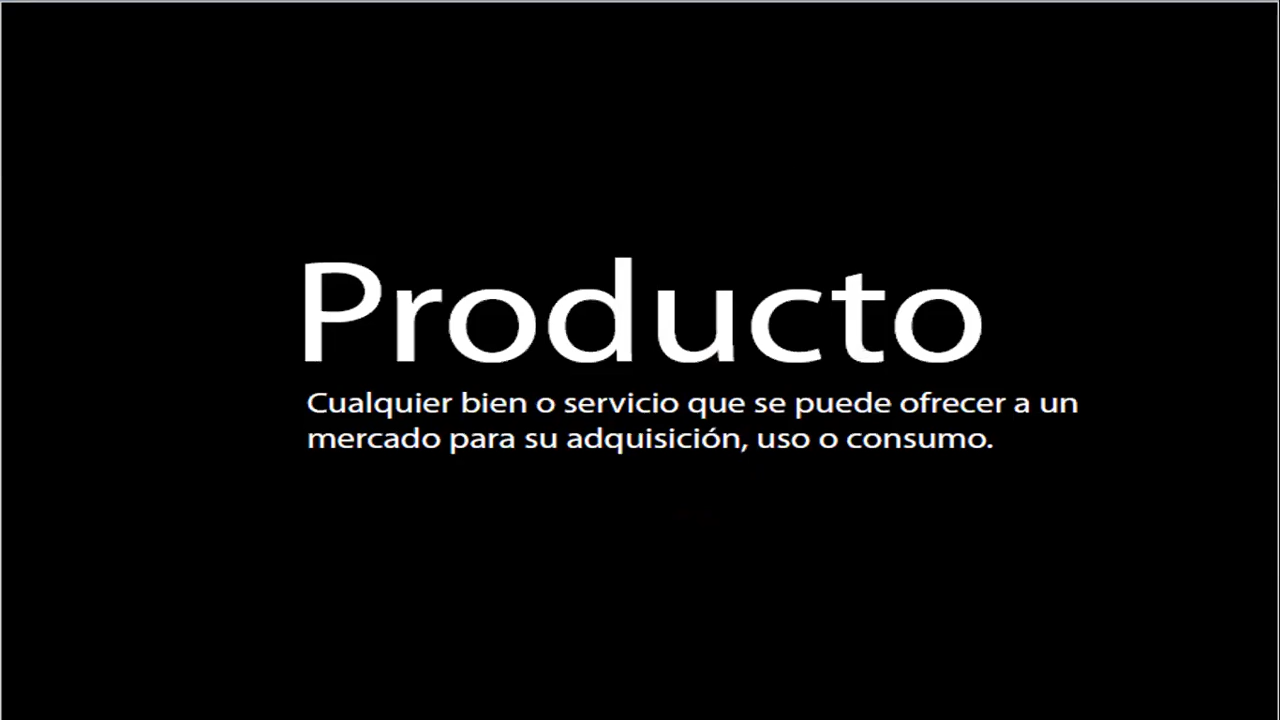 Producto
Cualquier bien o servicio que se puede ofrecer a un
mercado para su adquisición, uso o consumo.